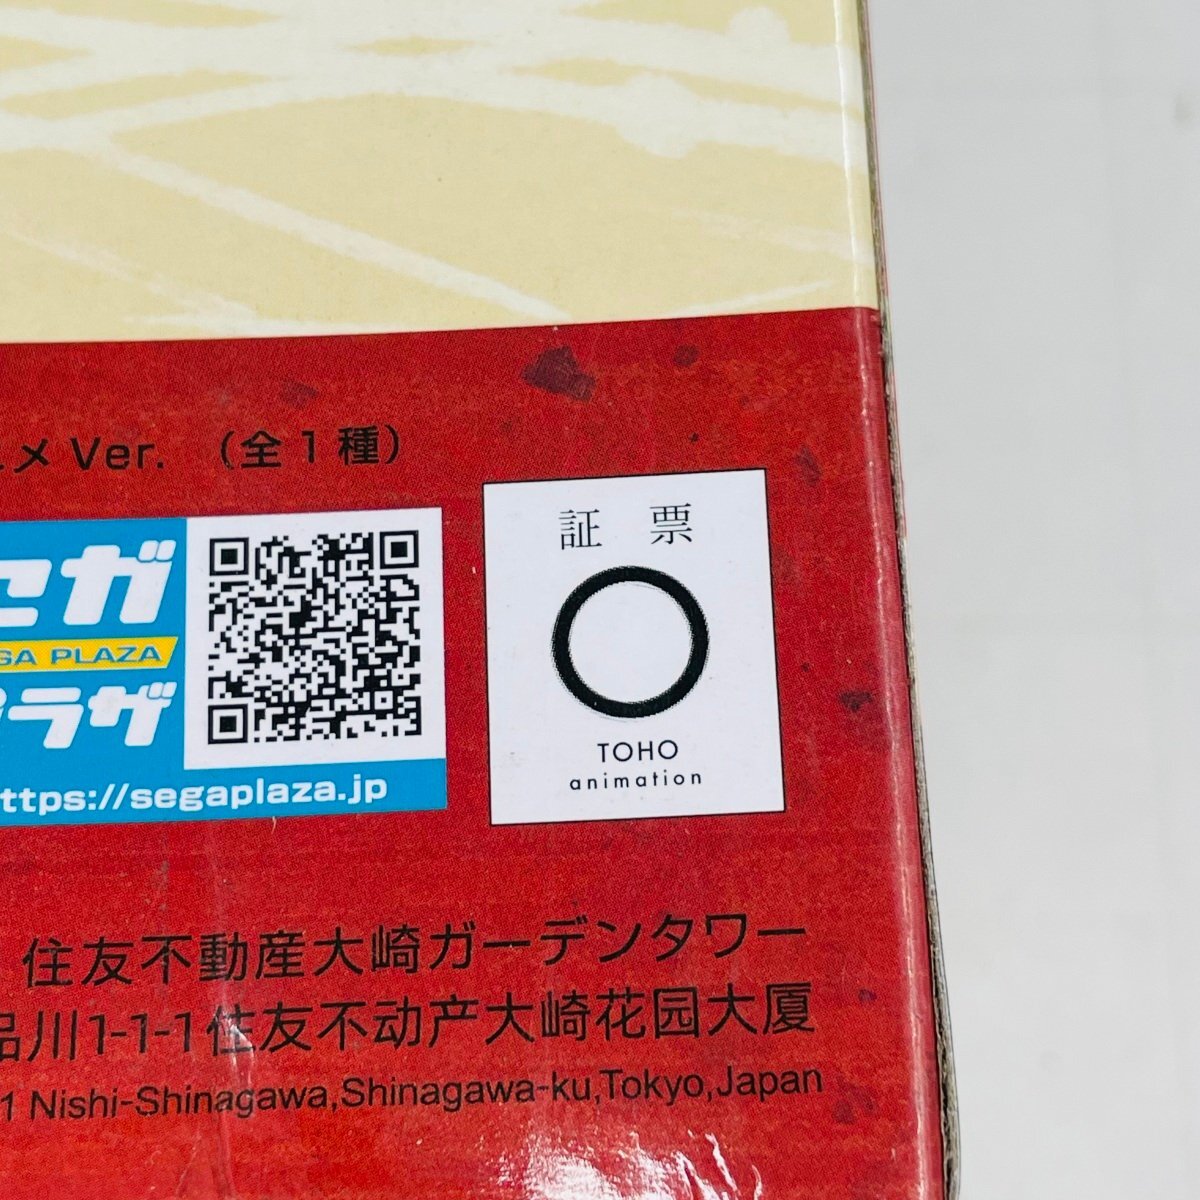 メ Ver. （全1種）
証 票
TOHO
animation
セガ
GA PLAZA
プラザ
ttps://segaplaza.jp
住友不動産大崎ガーデンタワー
品川1-1-1住友不动产大崎花园大厦
1 Nishi-Shinagawa,Shinagawa-ku,Tokyo,Japan